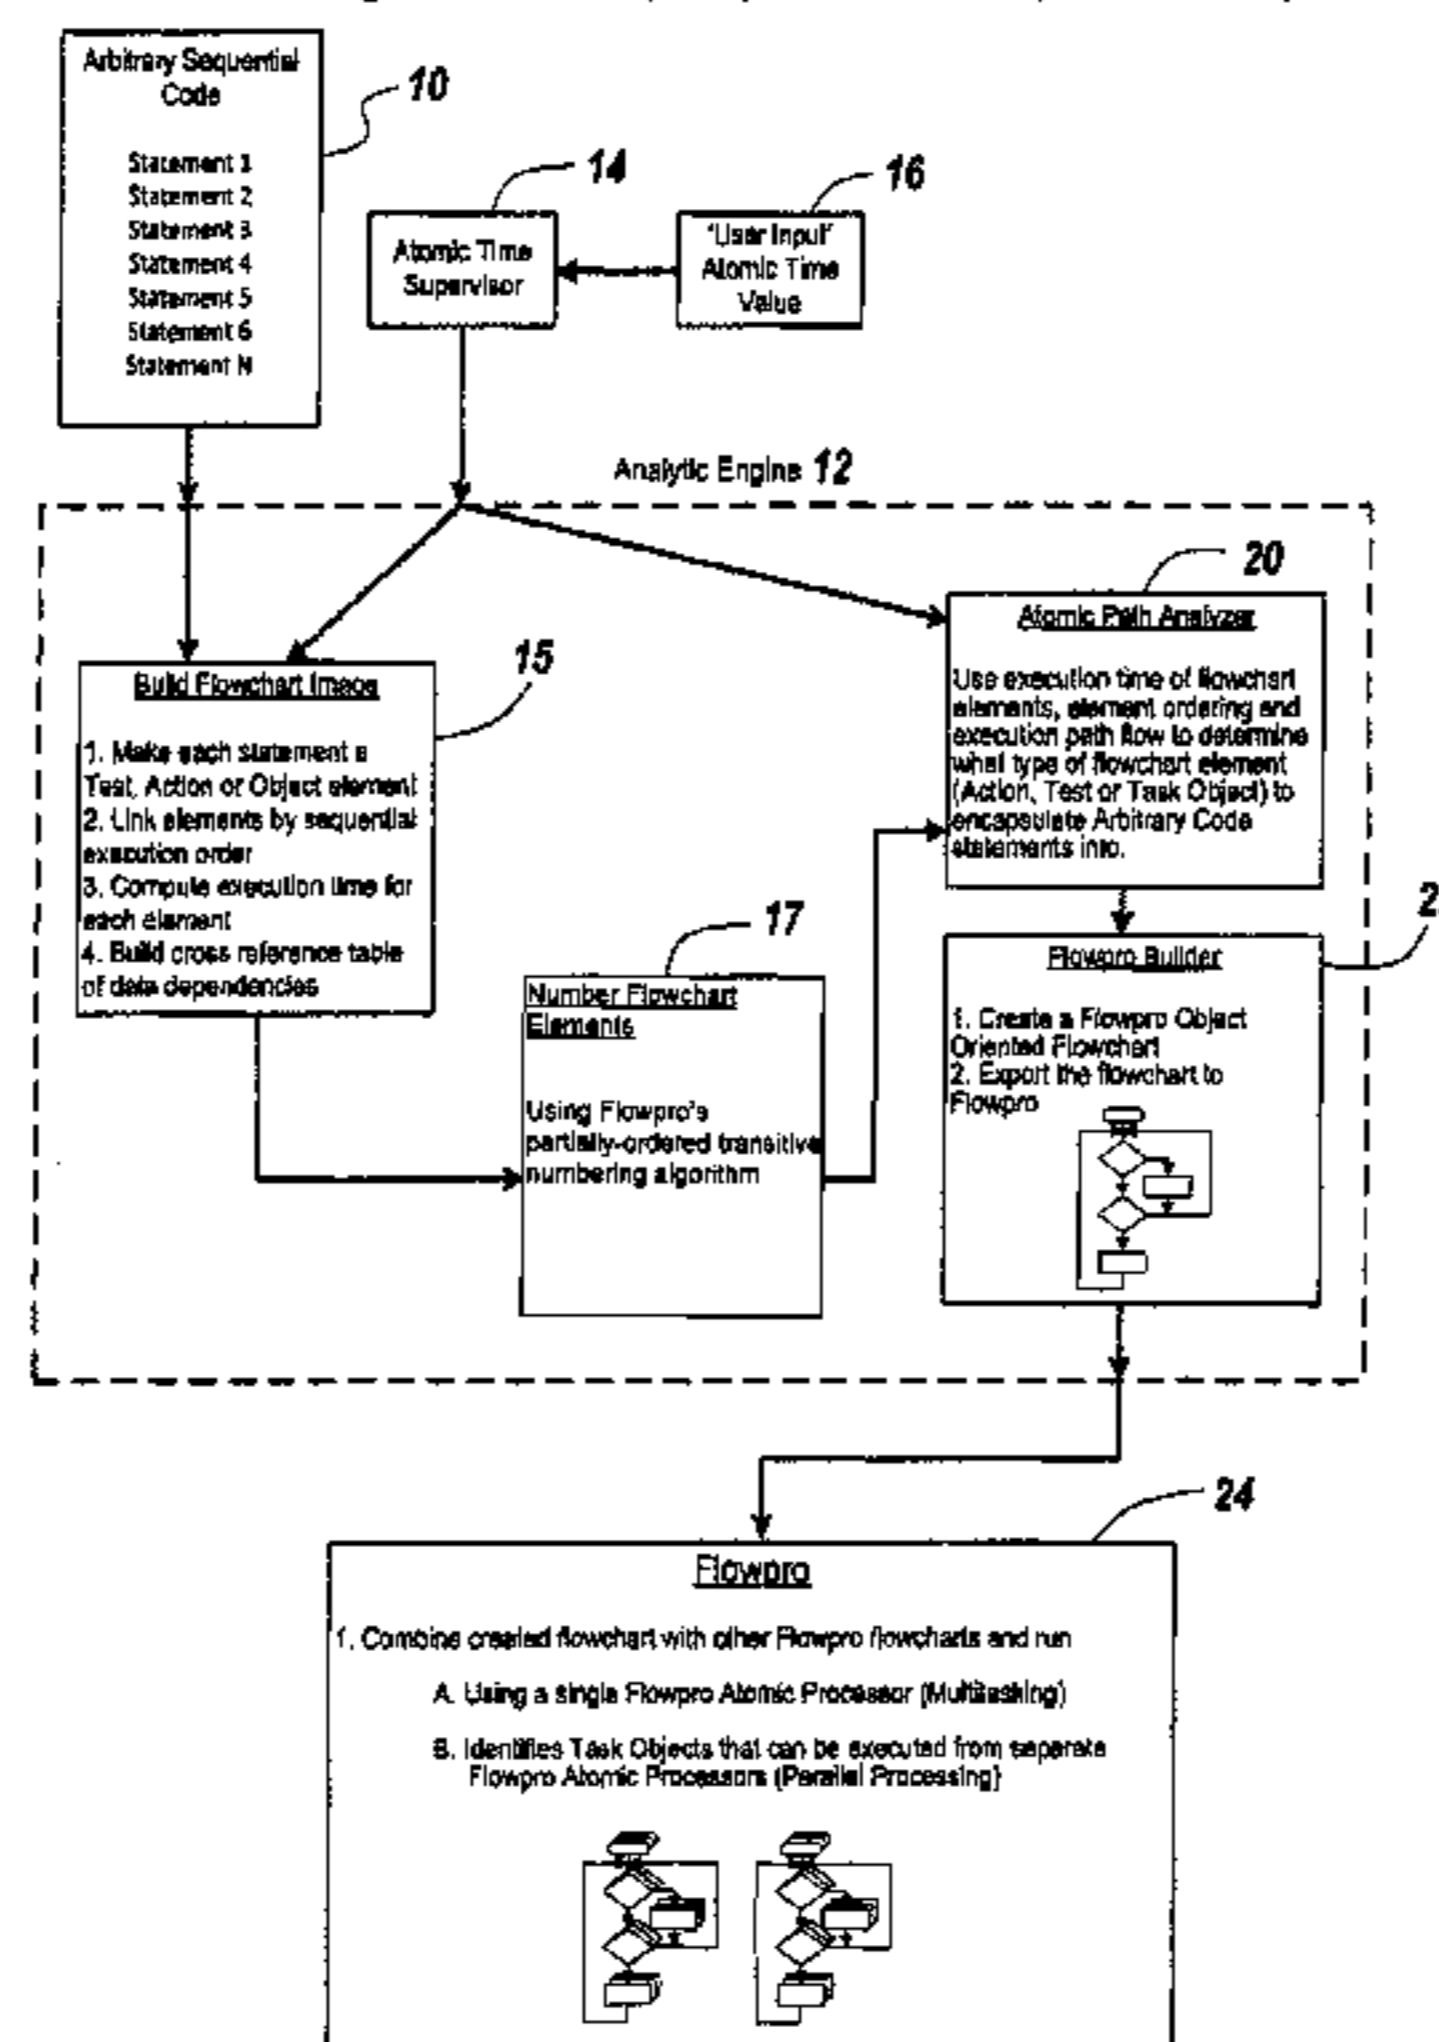 Arbitrary Sequential
Code
10
Statement 1
Statement 2
Statement 3
Statement 4
Statement 5
Statement 6
Statement N
14
Atomic Time
Supervisor
16
'User Input'
Atomic Time
Value
Analytic Engine 12
15
Build Flowchart Image
1. Make each statement a
Test, Action or Object element
2. Link elements by sequential
execution order
3. Compute execution time for
each element
4. Build cross reference table
of data dependencies
17
Number Flowchart
Elements
Using Flowpro's
partially-ordered transitive
numbering algorithm
20
Atomic Path Analyzer
Use execution time of flowchart
elements, element ordering and
execution path flow to determine
what type of flowchart element
(Action, Test or Task Object) to
encapsulate Arbitrary Code
statements into.
Flowpro Builder
1. Create a Flowpro Object
Oriented Flowchart
2. Export the flowchart to
Flowpro
24
Flowpro
1. Combine created flowchart with other Flowpro flowcharts and run
A. Using a single Flowpro Atomic Processor (Multitasking)
B. Identifies Task Objects that can be executed from separate
Flowpro Atomic Processors (Parallel Processing)